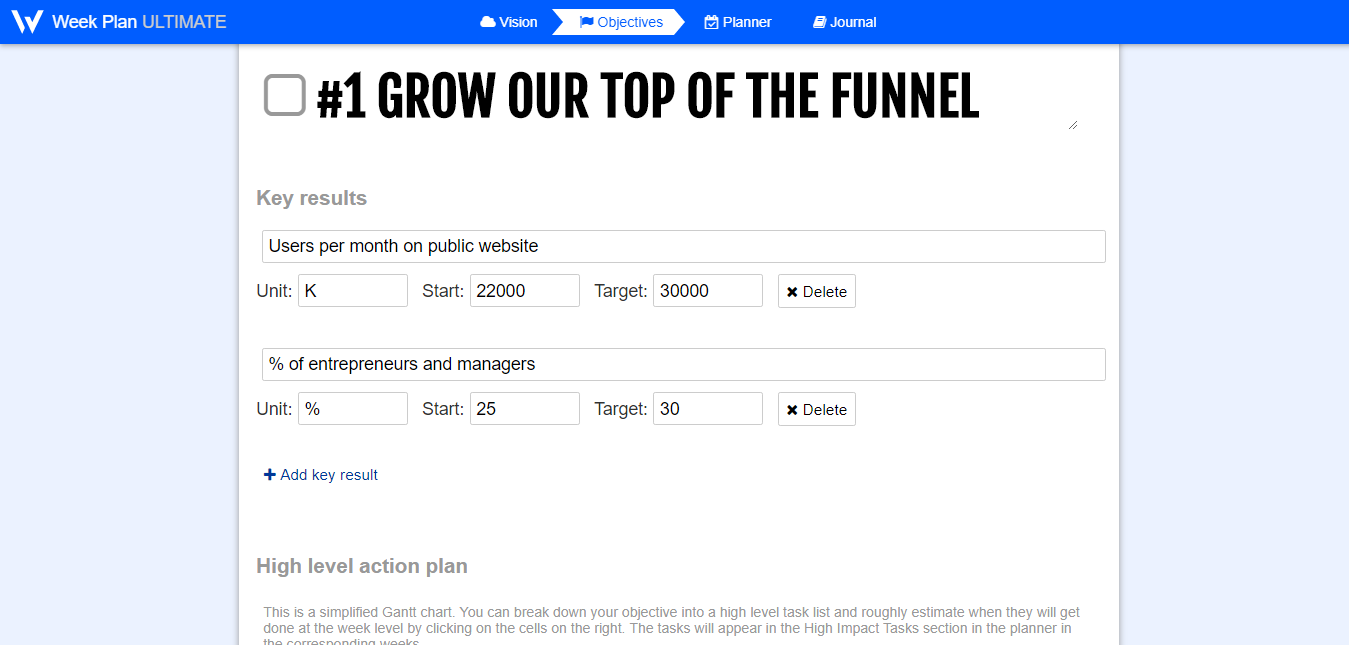 Week Plan ULTIMATE Vision Objectives Planner Journal
#1 GROW OUR TOP OF THE FUNNEL
Key results
Users per month on public website
Unit: K Start: 22000 Target: 30000 Delete
% of entrepreneurs and managers
Unit: % Start: 25 Target: 30 Delete
Add key result
High level action plan
This is a simplified Gantt chart. You can break down your objective into a high level task list and roughly estimate when they will get
done at the week level by clicking on the cells on the right. The tasks will appear in the High Impact Tasks section in the planner in
the corresponding weeks.